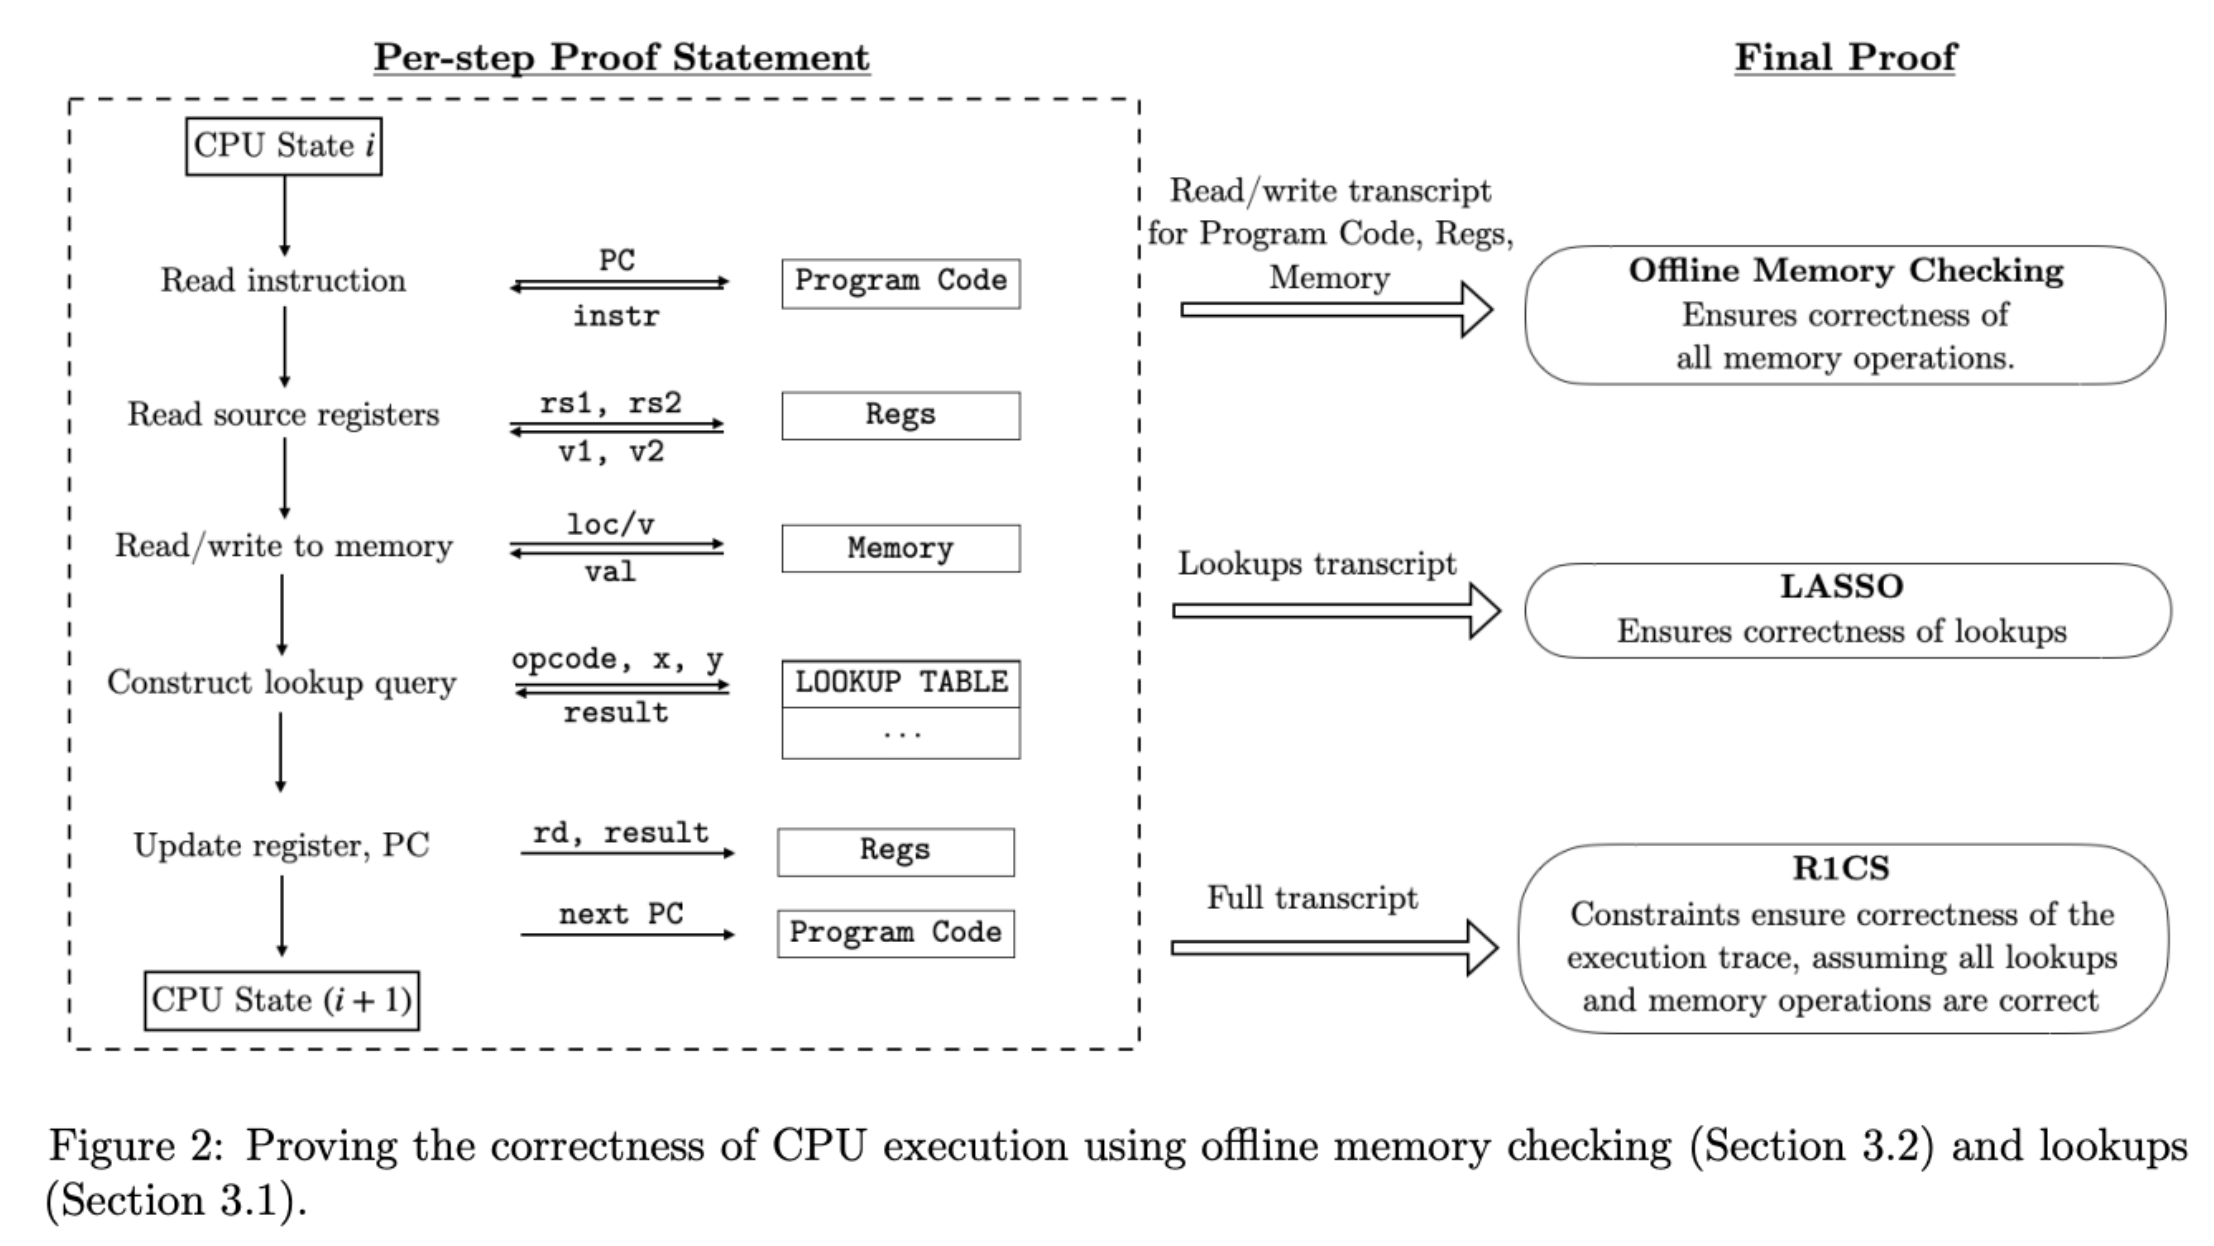 Per-step Proof Statement
CPU State i
Read instruction
PC
instr
Program Code
Read source registers
rs1, rs2
v1, v2
Regs
Read/write to memory
loc/v
val
Memory
Construct lookup query
opcode, x, y
result
LOOKUP TABLE
...
Update register, PC
rd, result
Regs
next PC
Program Code
CPU State (i + 1)
Read/write transcript
for Program Code, Regs,
Memory
Lookups transcript
Full transcript
Final Proof
Offline Memory Checking
Ensures correctness of
all memory operations.
LASSO
Ensures correctness of lookups
R1CS
Constraints ensure correctness of the
execution trace, assuming all lookups
and memory operations are correct
Figure 2: Proving the correctness of CPU execution using offline memory checking (Section 3.2) and lookups
(Section 3.1).